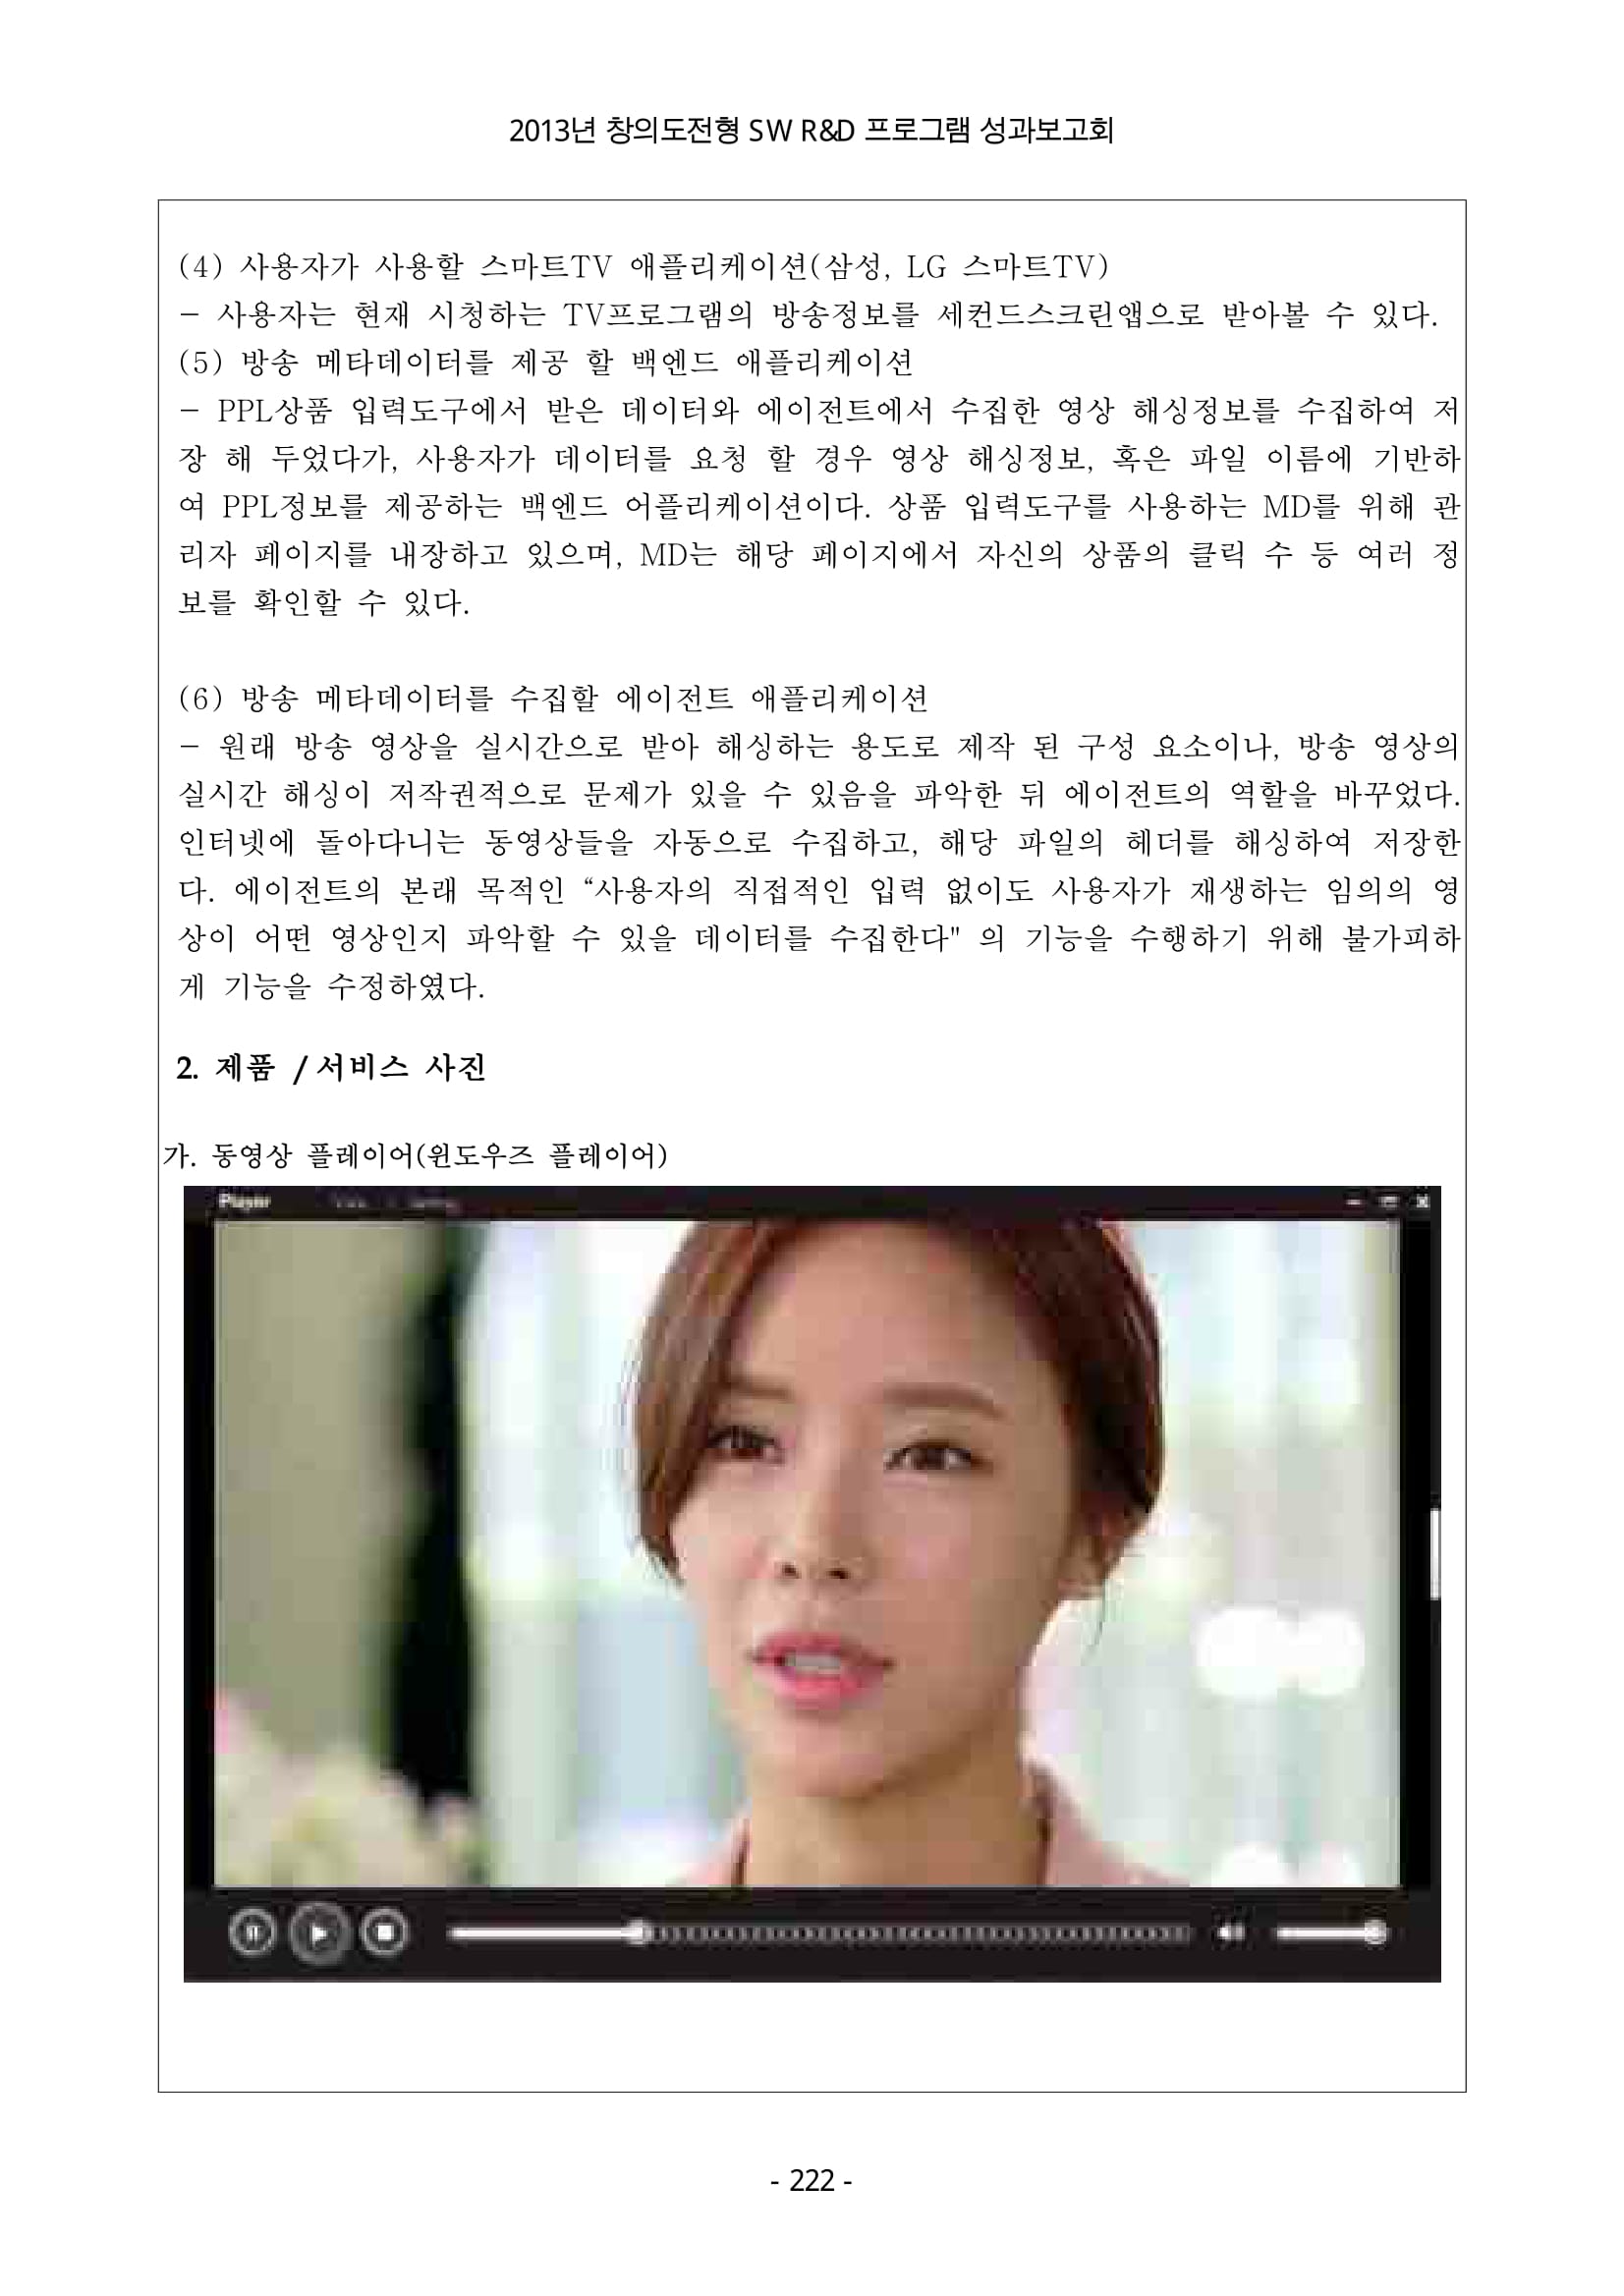 2013년 창의도전형 SW R&D 프로그램 성과보고회
(4) 사용자가 사용할 스마트TV 애플리케이션(삼성, LG 스마트TV)
- 사용자는 현재 시청하는 TV프로그램의 방송정보를 세컨드스크린앱으로 받아볼 수 있다.
(5) 방송 메타데이터를 제공 할 백엔드 애플리케이션
- PPL상품 입력도구에서 받은 데이터와 에이전트에서 수집한 영상 해싱정보를 수집하여 저
장 해 두었다가, 사용자가 데이터를 요청 할 경우 영상 해싱정보, 혹은 파일 이름에 기반하
여 PPL정보를 제공하는 백엔드 어플리케이션이다. 상품 입력도구를 사용하는 MD를 위해 관
리자 페이지를 내장하고 있으며, MD는 해당 페이지에서 자신의 상품의 클릭 수 등 여러 정
보를 확인할 수 있다.
(6) 방송 메타데이터를 수집할 에이전트 애플리케이션
- 원래 방송 영상을 실시간으로 받아 해싱하는 용도로 제작 된 구성 요소이나, 방송 영상의
실시간 해싱이 저작권적으로 문제가 있을 수 있음을 파악한 뒤 에이전트의 역할을 바꾸었다.
인터넷에 돌아다니는 동영상들을 자동으로 수집하고, 해당 파일의 헤더를 해싱하여 저장한
다. 에이전트의 본래 목적인 “사용자의 직접적인 입력 없이도 사용자가 재생하는 임의의 영
상이 어떤 영상인지 파악할 수 있을 데이터를 수집한다" 의 기능을 수행하기 위해 불가피하
게 기능을 수정하였다.
2. 제품 /서비스 사진
가. 동영상 플레이어(윈도우즈 플레이어)
Player
- 222 -